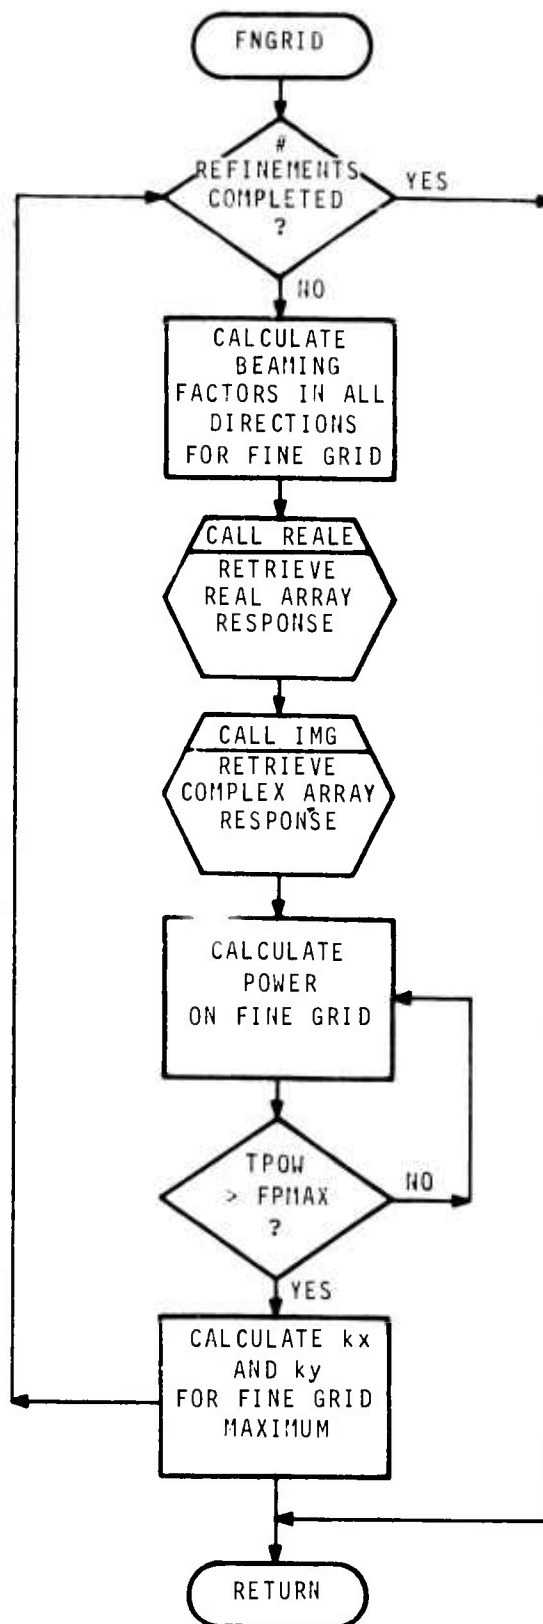 FNGRID
#
REFINEMENTS
COMPLETED
?
YES
NO
CALCULATE
BEAMING
FACTORS IN ALL
DIRECTIONS
FOR FINE GRID
CALL REALE
RETRIEVE
REAL ARRAY
RESPONSE
CALL IMG
RETRIEVE
COMPLEX ARRAY
RESPONSE
CALCULATE
POWER
ON FINE GRID
TPOW
> FPMAX
?
NO
YES
CALCULATE kx
AND ky
FOR FINE GRID
MAXIMUM
RETURN